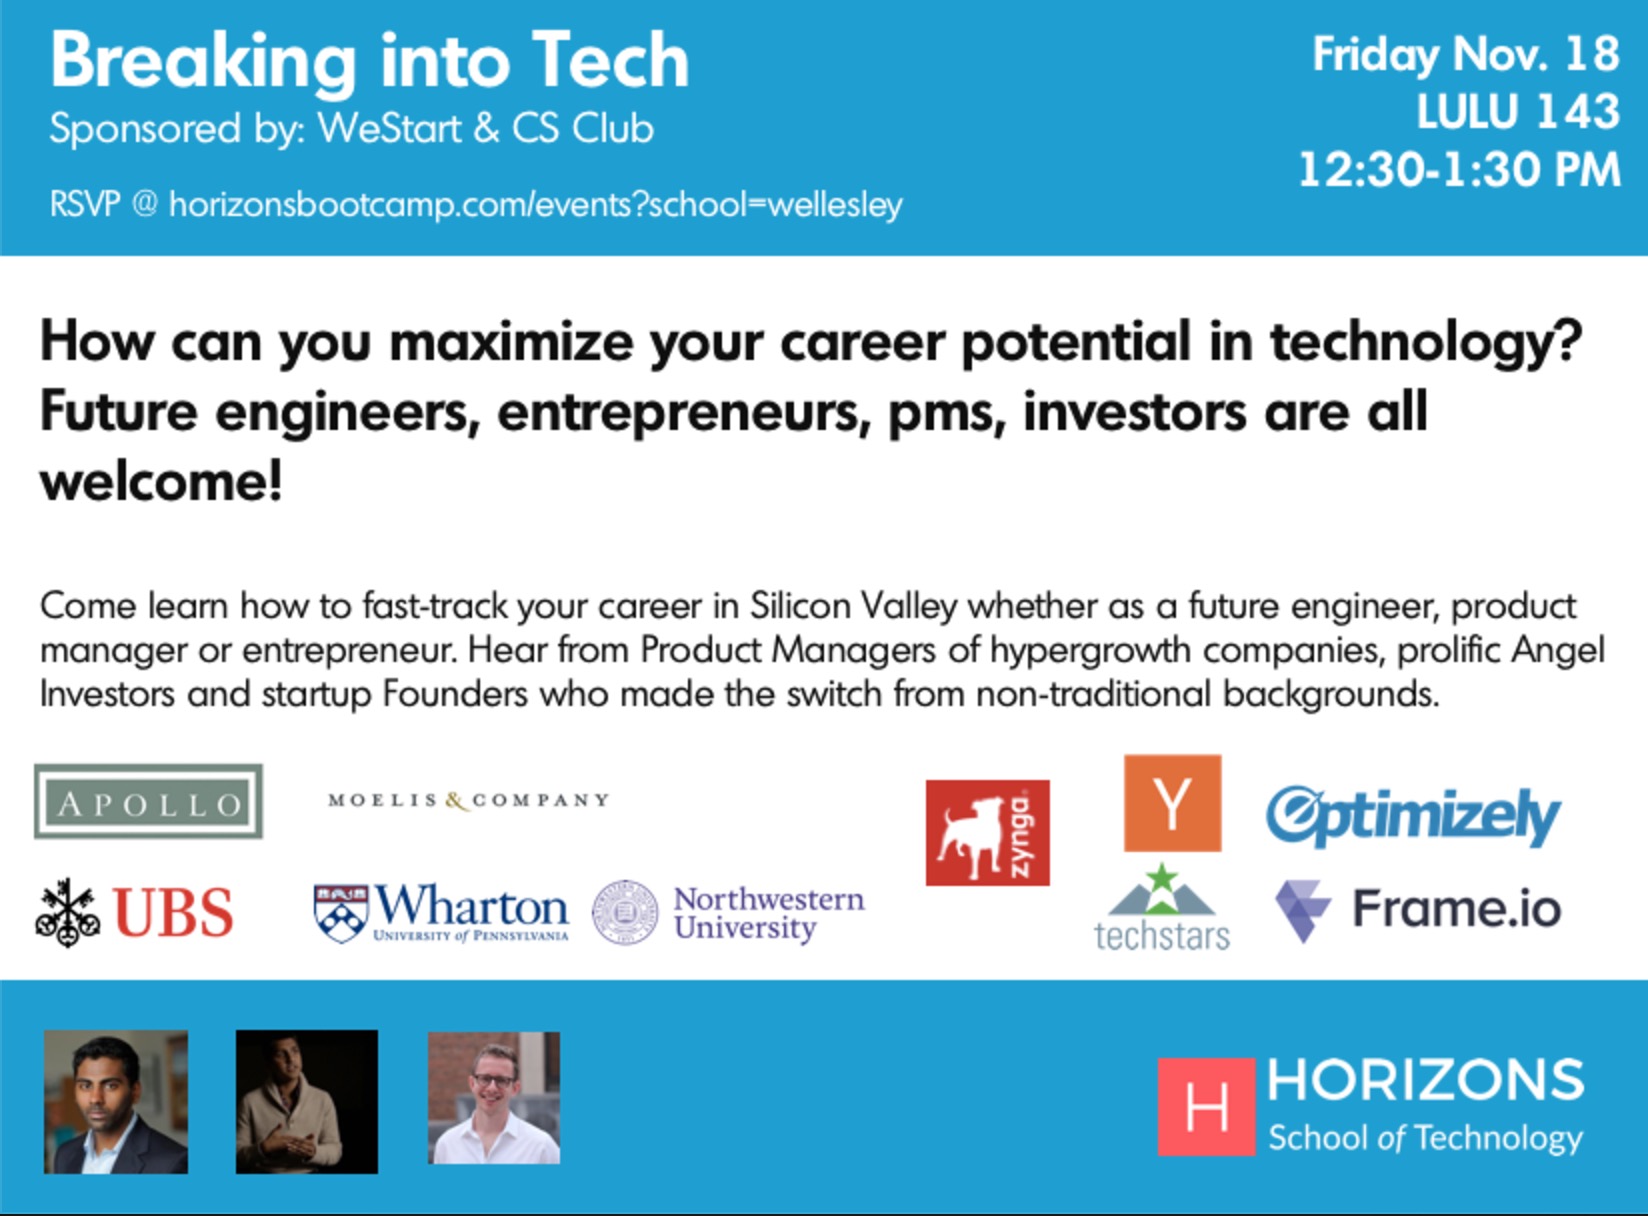 Breaking into Tech
Sponsored by: WeStart & CS Club
RSVP @ horizonsbootcamp.com/events?school=wellesley
Friday Nov. 18
LULU 143
12:30-1:30 PM
How can you maximize your career potential in technology?
Future engineers, entrepreneurs, pms, investors are all
welcome!
Come learn how to fast-track your career in Silicon Valley whether as a future engineer, product
manager or entrepreneur. Hear from Product Managers of hypergrowth companies, prolific Angel
Investors and startup Founders who made the switch from non-traditional backgrounds.
APOLLO
MOELIS & COMPANY
zynga
Y
Optimizely
UBS
Wharton
UNIVERSITY of PENNSYLVANIA
Northwestern
University
techstars
Frame.io
H
HORIZONS
School of Technology